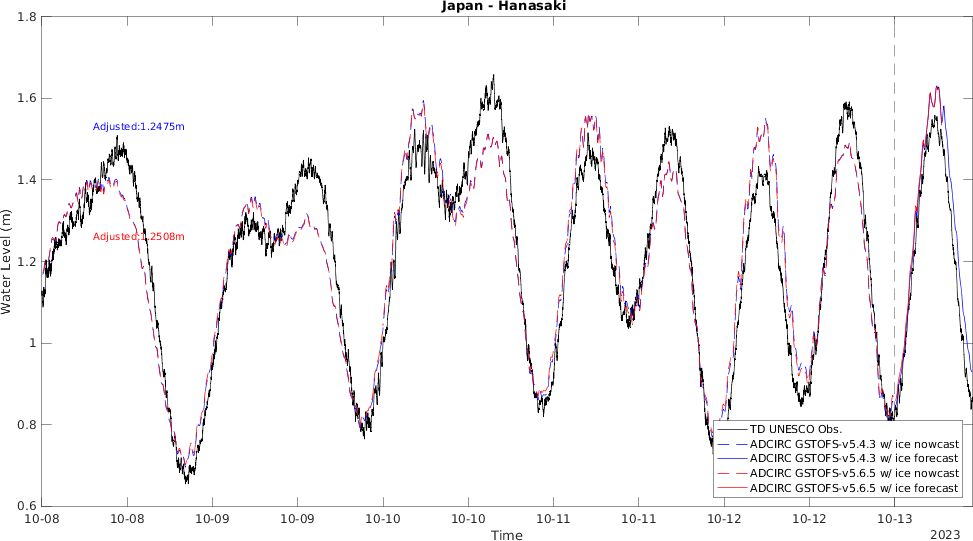 Japan - Hanasaki
1.8
1.6
1.4
1.2
1
0.8
0.6
Water Level (m)
Adjusted:1.2475m
Adjusted:1.2508m
TD UNESCO Obs.
ADCIRC GSTOFS-v5.4.3 w/ ice nowcast
ADCIRC GSTOFS-v5.4.3 w/ ice forecast
ADCIRC GSTOFS-v5.6.5 w/ ice nowcast
ADCIRC GSTOFS-v5.6.5 w/ ice forecast
10-08 10-08 10-09 10-09 10-10 10-10 10-11 10-11 10-12 10-12 10-13
Time
2023